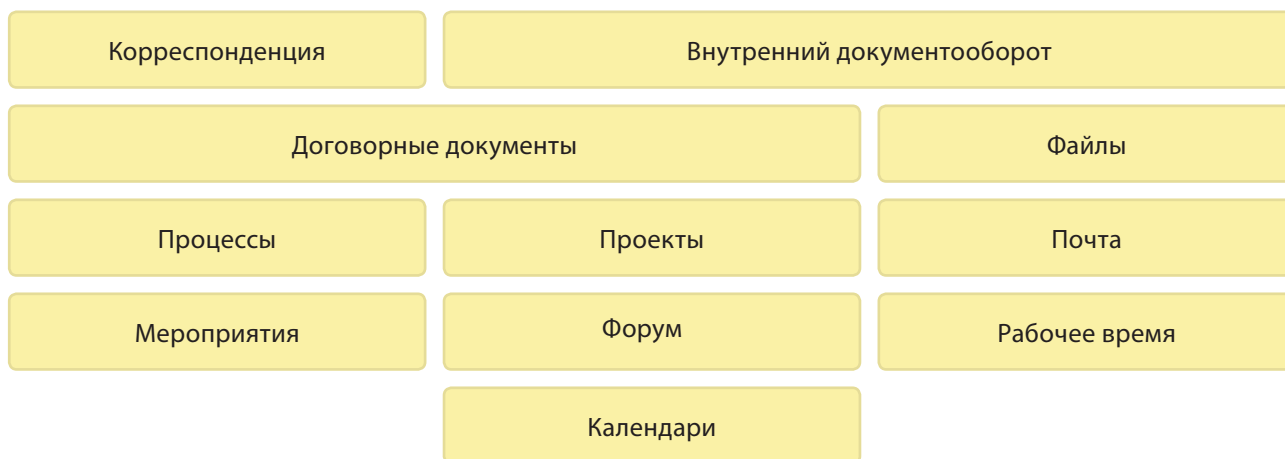 Корреспонденция
Внутренний документооборот
Договорные документы
Файлы
Процессы
Проекты
Почта
Мероприятия
Форум
Рабочее время
Календари